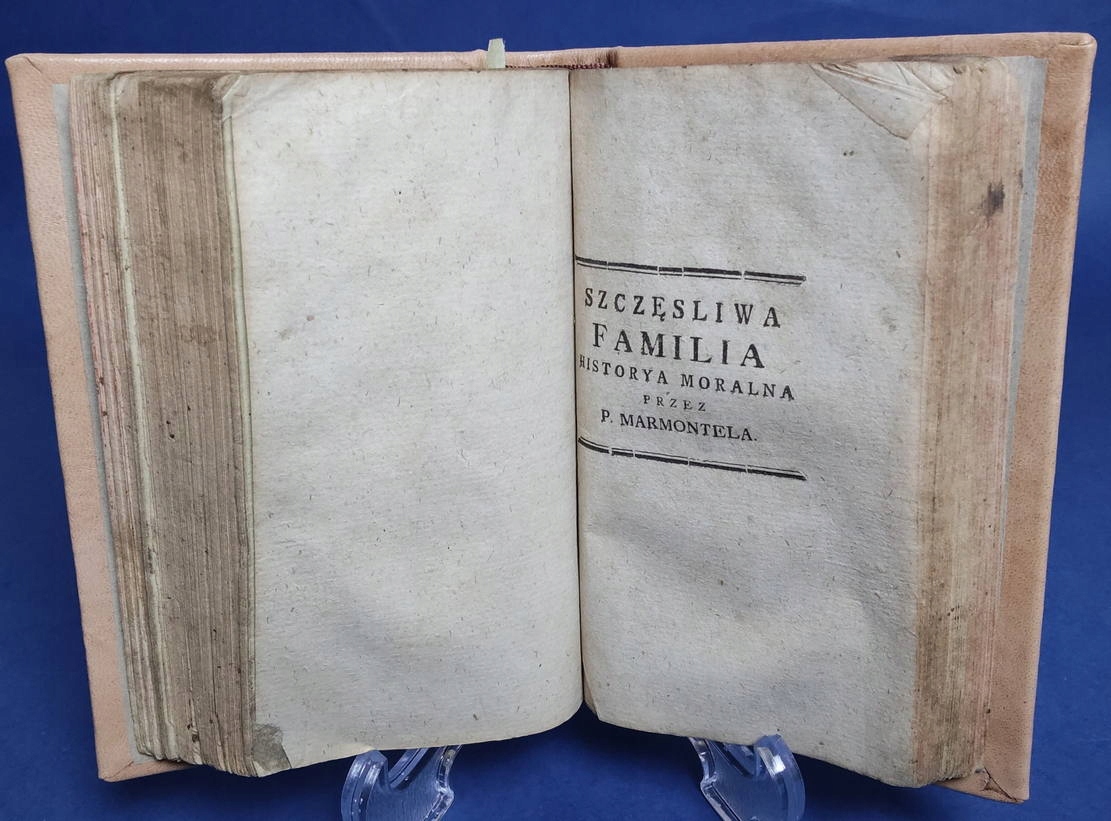 SZCZĘSLIWA
FAMILIA
HISTORYA MORALNA
PRZEZ
P. MARMONTELA.